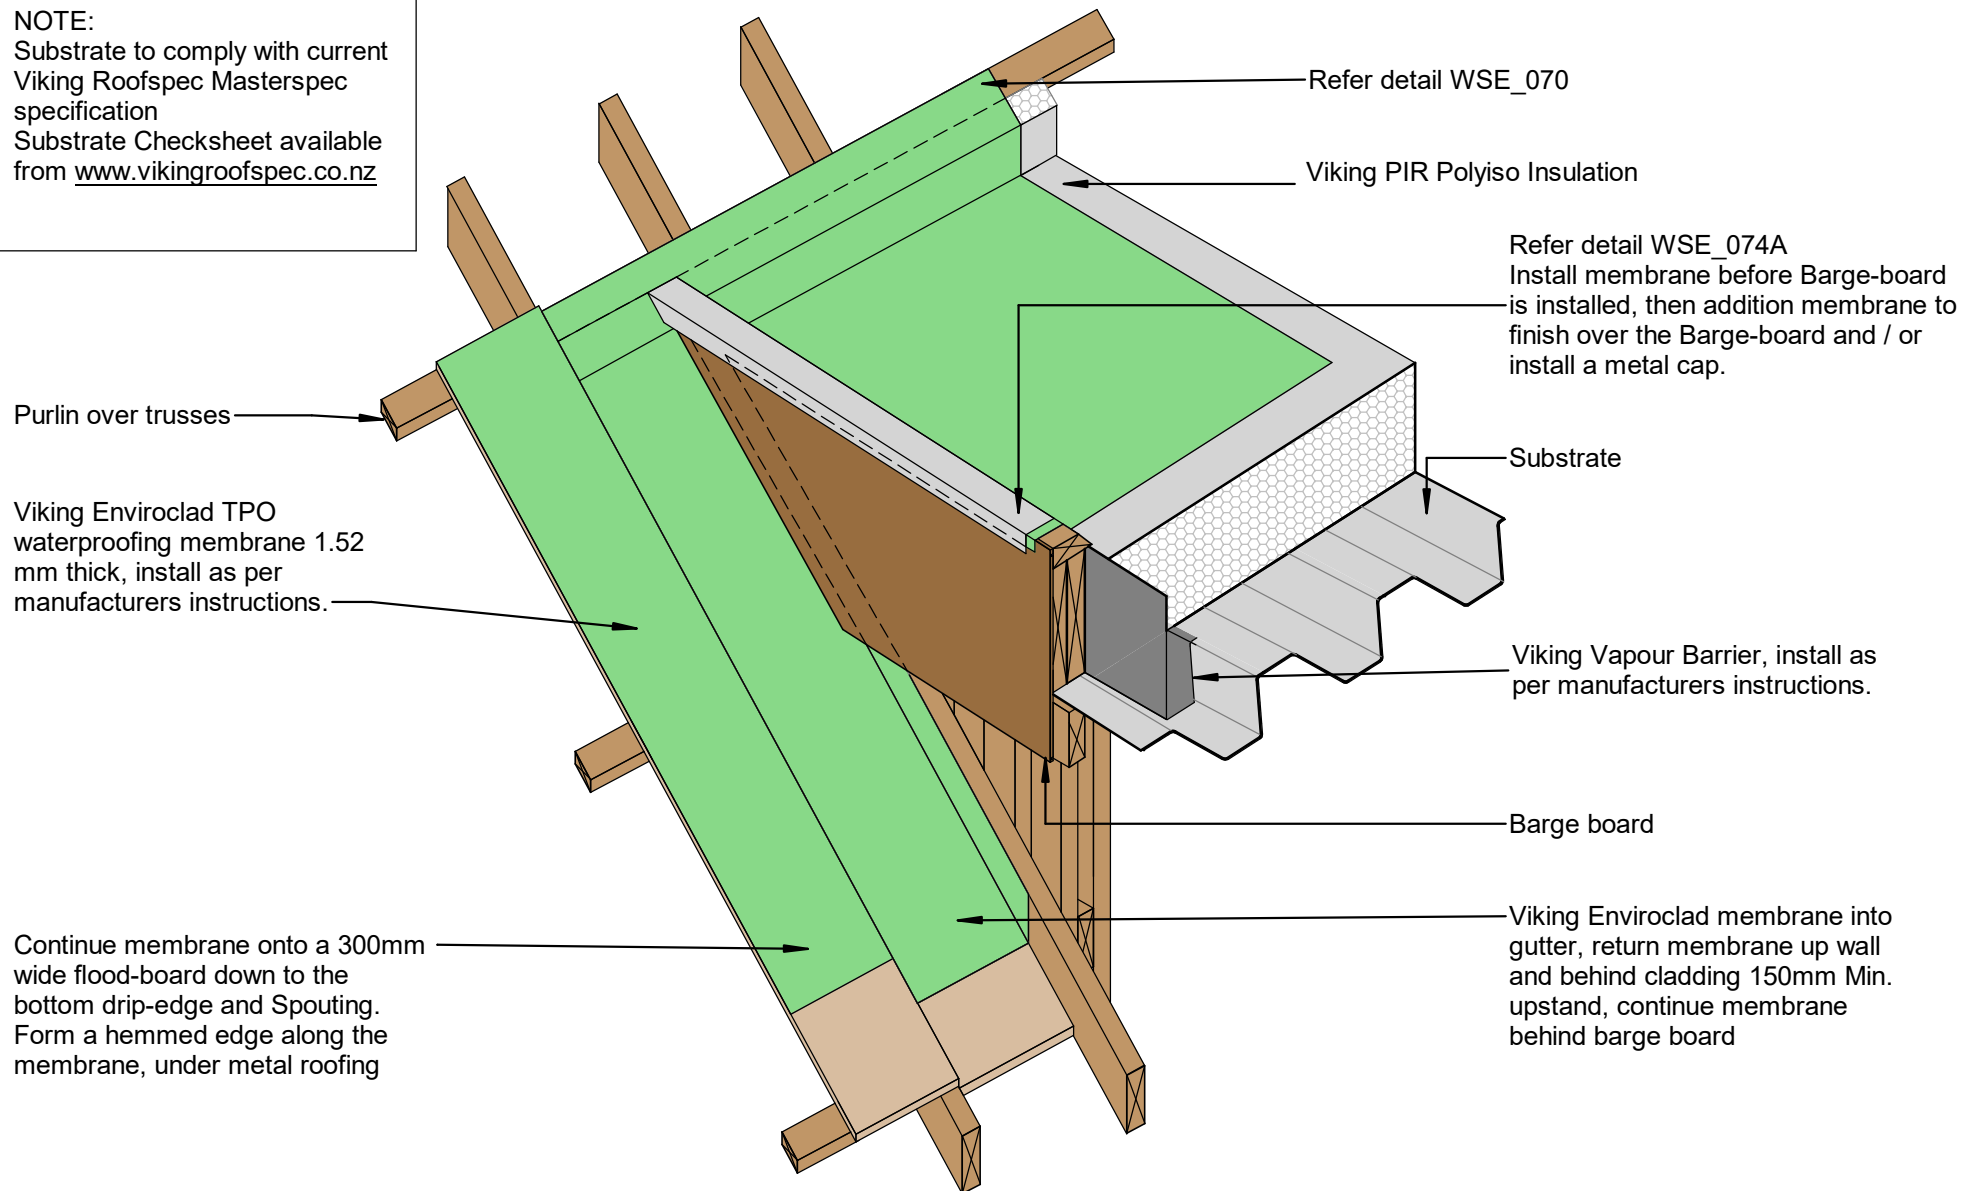 NOTE:
Substrate to comply with current
Viking Roofspec Masterspec
specification
Substrate Checksheet available
from www.vikingroofspec.co.nz
Refer detail WSE_070
Viking PIR Polyiso Insulation
Refer detail WSE_074A
Install membrane before Barge-board
is installed, then addition membrane to
finish over the Barge-board and / or
install a metal cap.
Purlin over trusses
Substrate
Viking Enviroclad TPO
waterproofing membrane 1.52
mm thick, install as per
manufacturers instructions.
Viking Vapour Barrier, install as
per manufacturers instructions.
Barge board
Continue membrane onto a 300mm
wide flood-board down to the
bottom drip-edge and Spouting.
Form a hemmed edge along the
membrane, under metal roofing
Viking Enviroclad membrane into
gutter, return membrane up wall
and behind cladding 150mm Min.
upstand, continue membrane
behind barge board